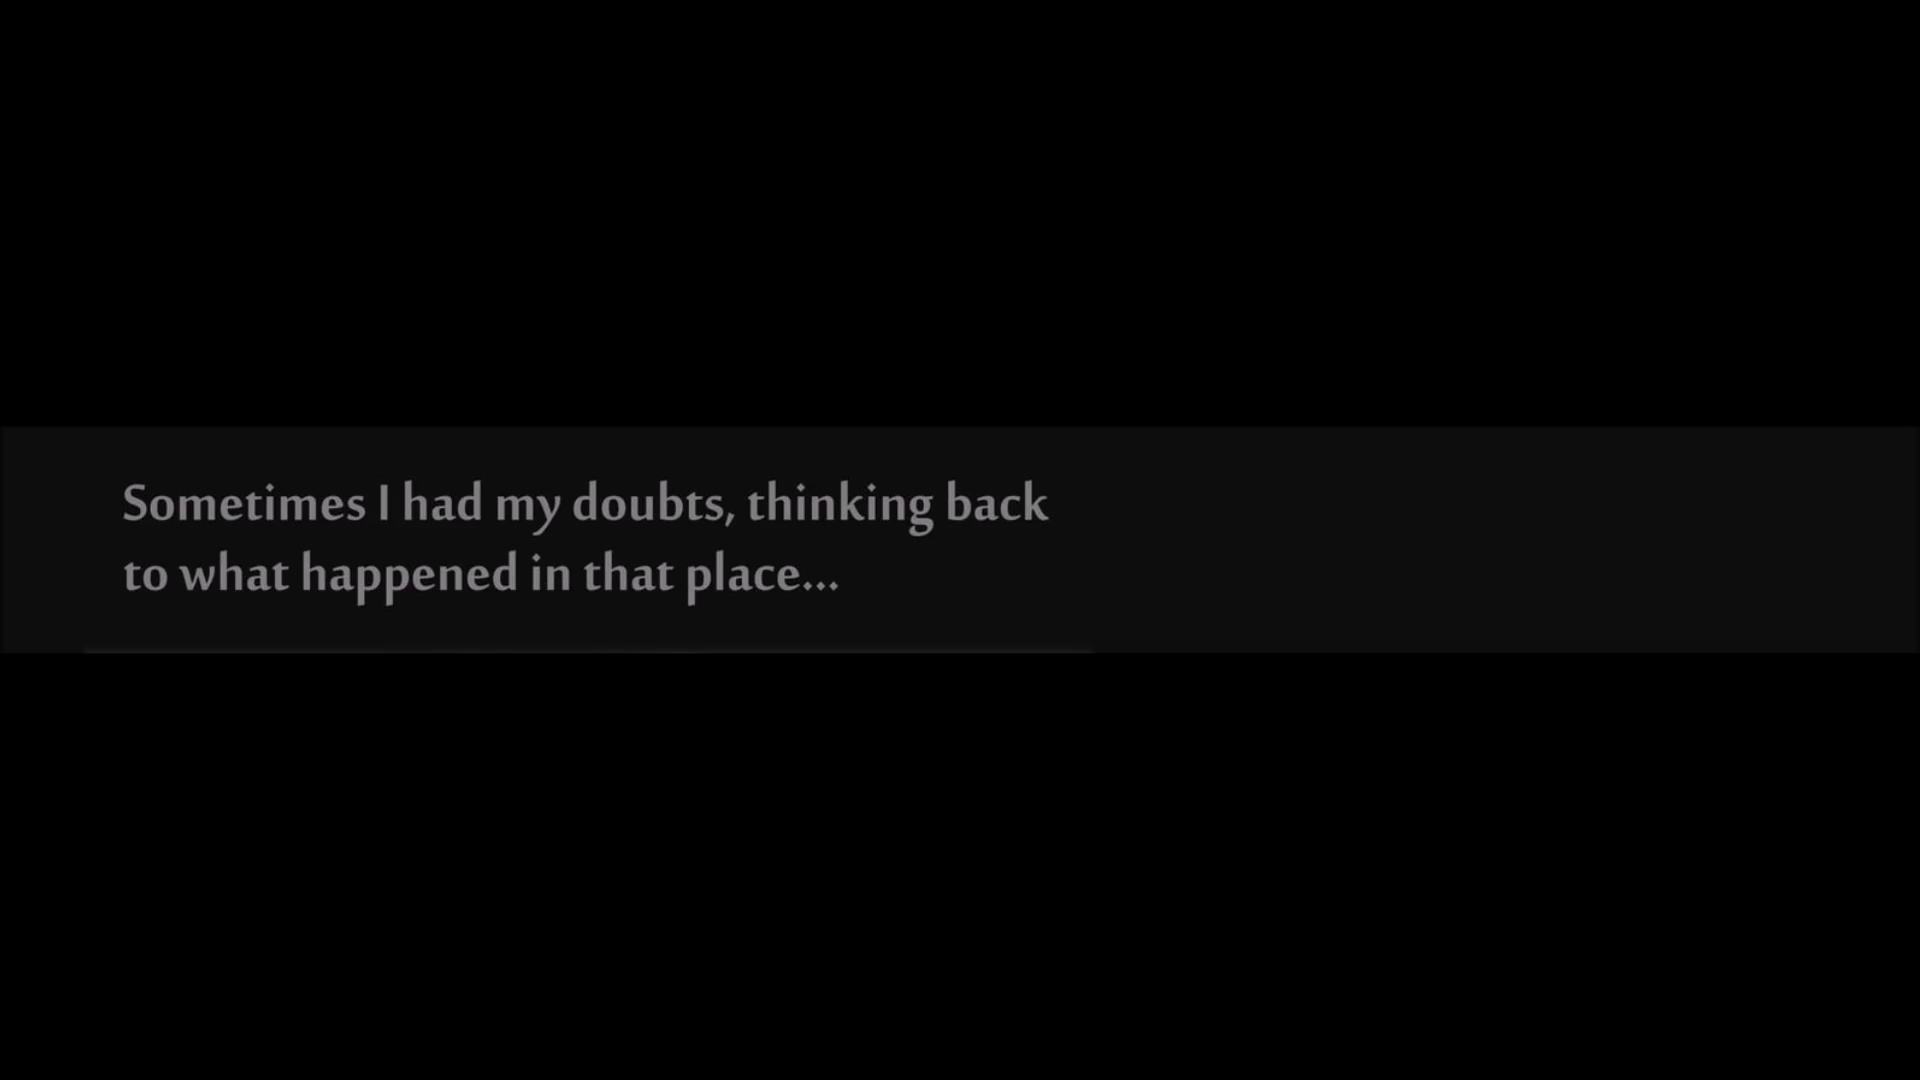 Sometimes I had my doubts, thinking back
to what happened in that place...